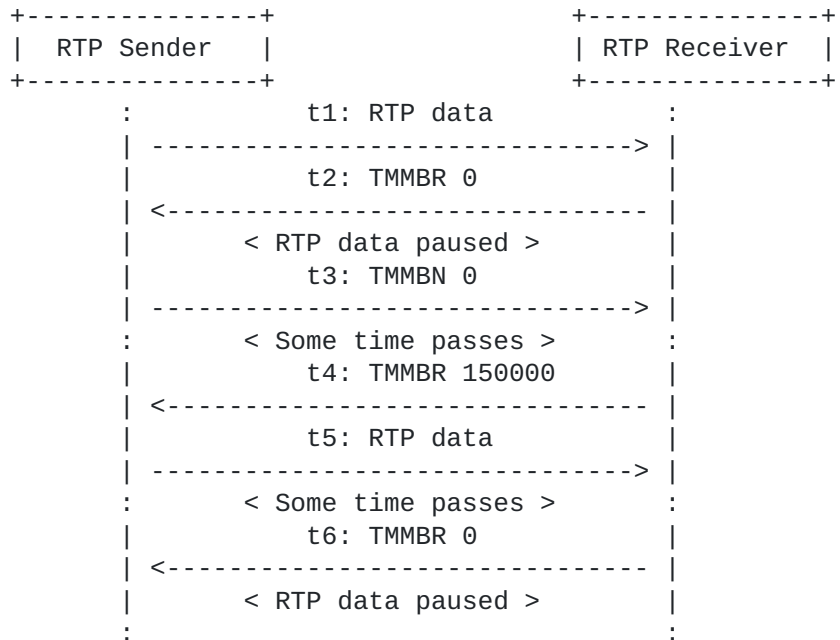 +---------------+                   +---------------+
|  RTP Sender   |                   | RTP Receiver  |
+---------------+                   +---------------+
       :           t1: RTP data           :
       | -------------------------------> |
       |           t2: TMMBR 0            |
       | <------------------------------- |
       |       < RTP data paused >        |
       |           t3: TMMBN 0            |
       | -------------------------------> |
       :       < Some time passes >       :
       |           t4: TMMBR 150000       |
       | <------------------------------- |
       |           t5: RTP data           |
       | -------------------------------> |
       :       < Some time passes >       :
       |           t6: TMMBR 0            |
       | <------------------------------- |
       |       < RTP data paused >        |
       :                                  :